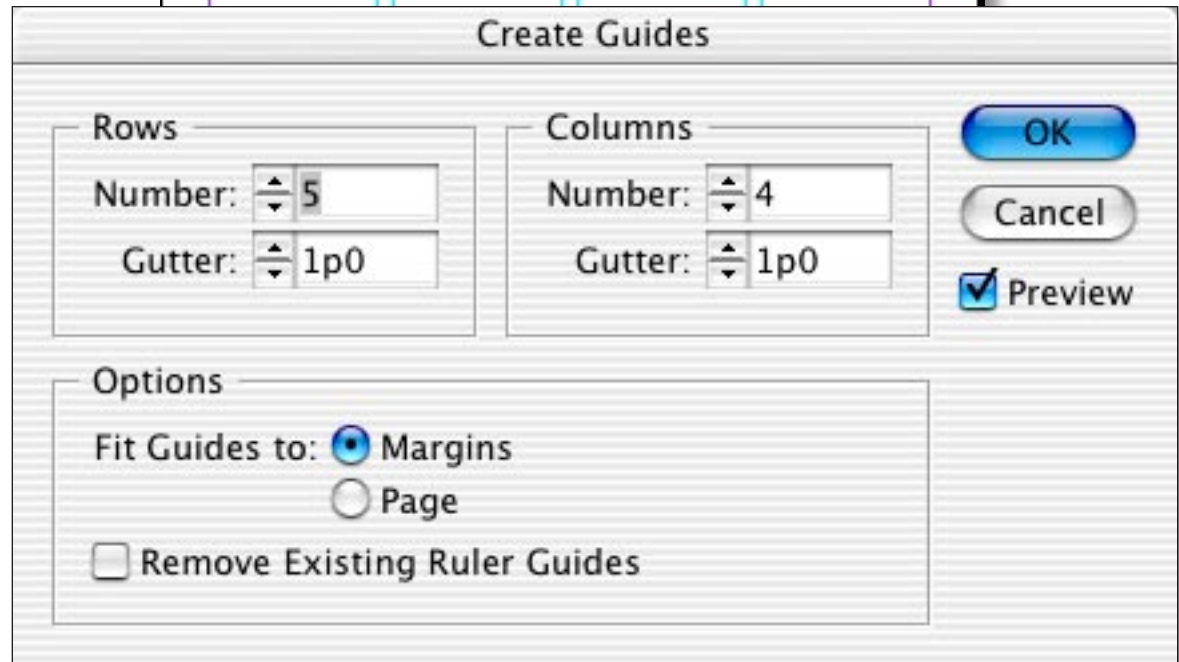 Create Guides
Rows
Number: 5
Gutter: 1p0
Columns
Number: 4
Gutter: 1p0
OK
Cancel
Preview
Options
Fit Guides to: Margins
Page
Remove Existing Ruler Guides